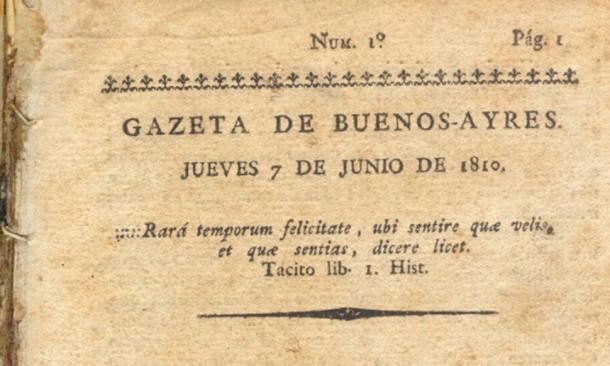 Num. 1º Pág. 1
GAZETA DE BUENOS-AYRES.
JUEVES 7 DE JUNIO DE 1810.
:::::Rará temporum felicitate, ubi sentire quæ velis,
et quæ sentias, dicere licet.
Tacito lib. 1. Hist.